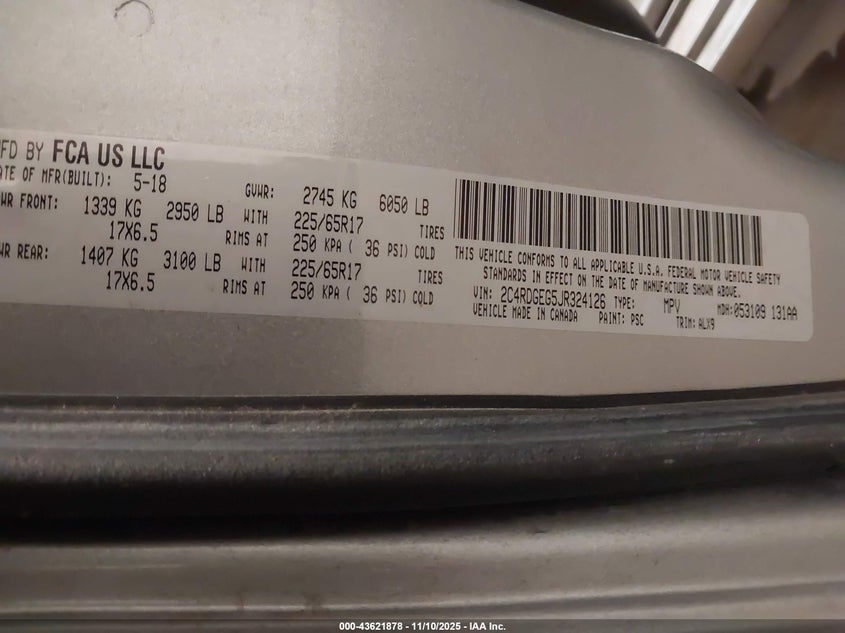 MFD BY FCA US LLC
DATE OF MFR(BUILT): 5-18 GVWR: 2745 KG 6050 LB
FRONT: 1339 KG 2950 LB WITH 225/65R17 TIRES
17X6.5 RIMS AT 250 KPA ( 36 PSI) COLD
REAR: 1407 KG 3100 LB WITH 225/65R17 TIRES
17X6.5 RIMS AT 250 KPA ( 36 PSI) COLD
THIS VEHICLE CONFORMS TO ALL APPLICABLE U.S.A. FEDERAL MOTOR VEHICLE SAFETY
STANDARDS IN EFFECT ON THE DATE OF MANUFACTURE SHOWN ABOVE.
VIN: 2C4RDGEG5JR324126 TYPE: MPV MDH:053109 131AA
VEHICLE MADE IN CANADA PAINT: PSC TRIM: ALX9
000-43621878 - 11/10/2025 - IAA Inc.